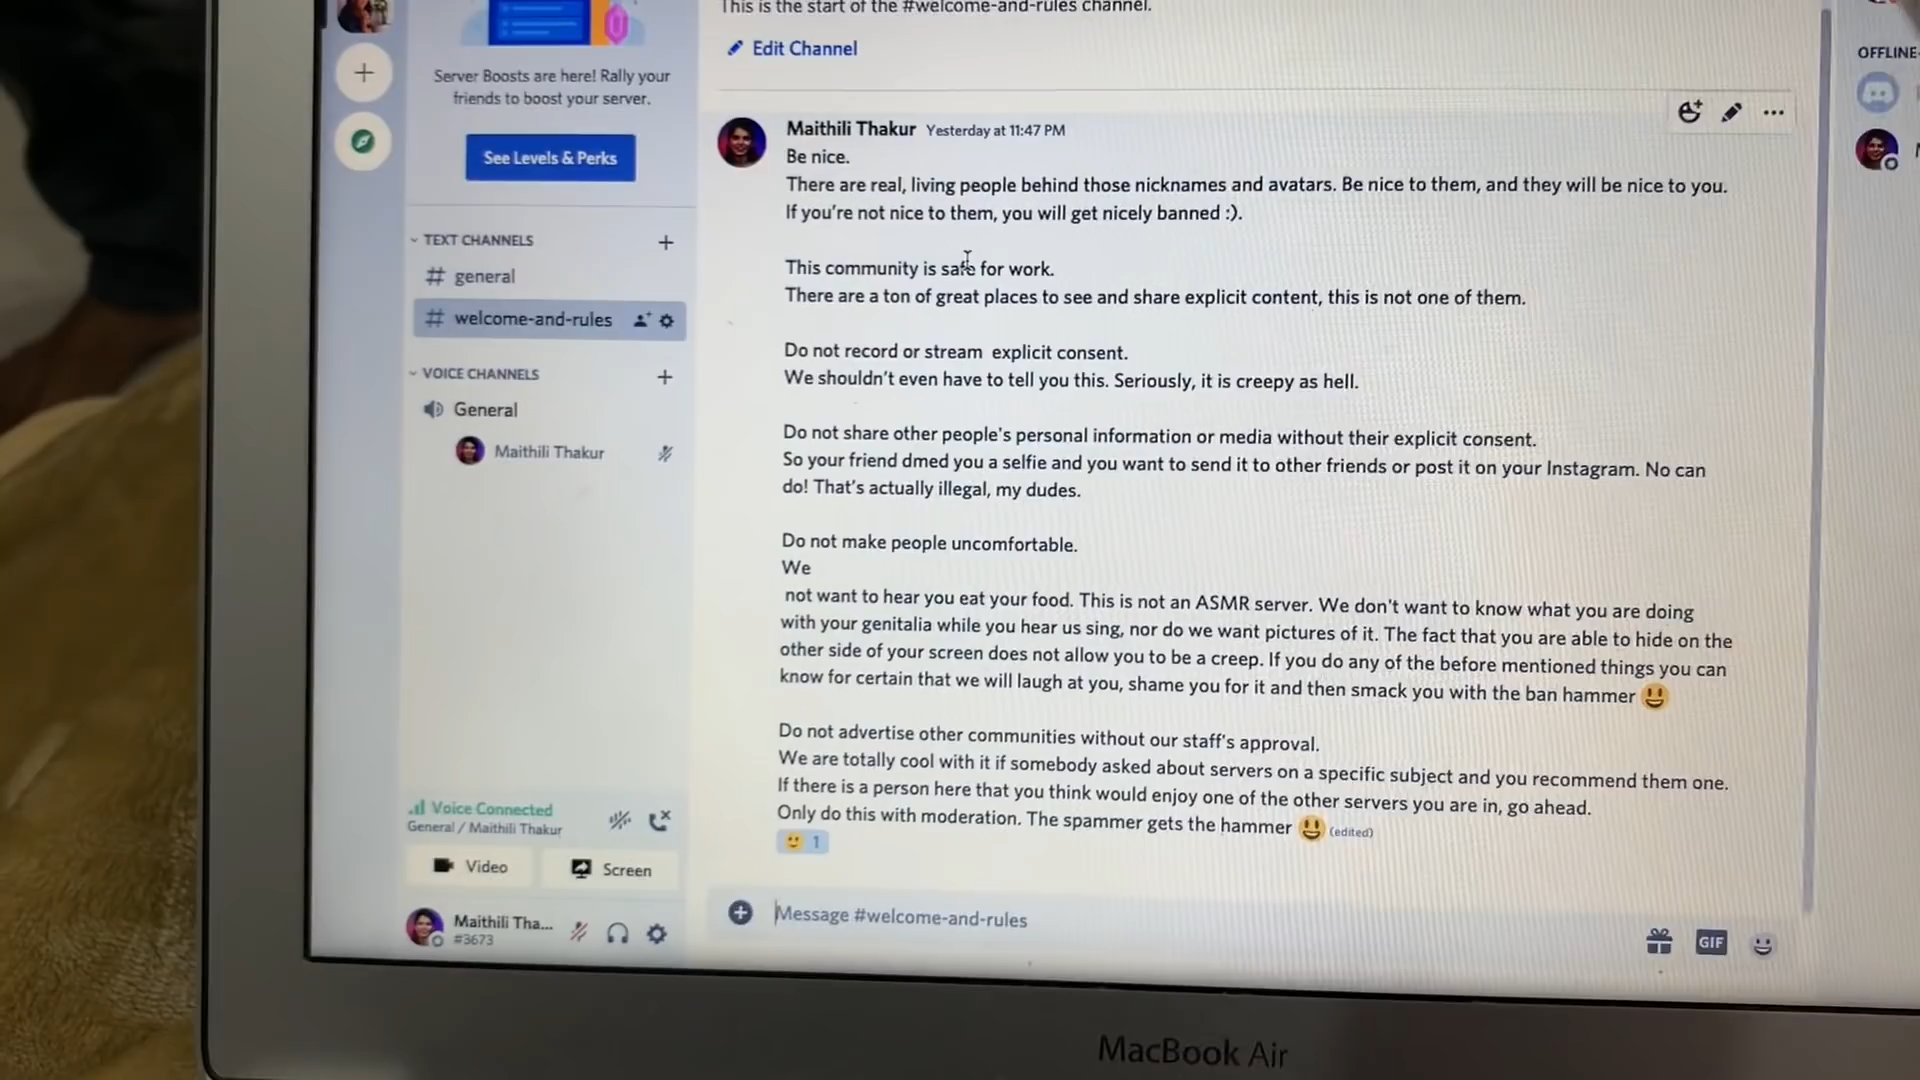 This is the start of the #welcome-and-rules channel.
Edit Channel
Server Boosts are here! Rally your
friends to boost your server.
See Levels & Perks
TEXT CHANNELS
general
welcome-and-rules
VOICE CHANNELS
General
Maithili Thakur
Voice Connected
General / Maithili Thakur
Video
Screen
Maithili Tha...
#3673
Maithili Thakur Yesterday at 11:47 PM
Be nice.
There are real, living people behind those nicknames and avatars. Be nice to them, and they will be nice to you.
If you're not nice to them, you will get nicely banned :).
This community is safe for work.
There are a ton of great places to see and share explicit content, this is not one of them.
Do not record or stream explicit consent.
We shouldn't even have to tell you this. Seriously, it is creepy as hell.
Do not share other people's personal information or media without their explicit consent.
So your friend dmed you a selfie and you want to send it to other friends or post it on your Instagram. No can
do! That's actually illegal, my dudes.
Do not make people uncomfortable.
We
not want to hear you eat your food. This is not an ASMR server. We don't want to know what you are doing
with your genitalia while you hear us sing, nor do we want pictures of it. The fact that you are able to hide on the
other side of your screen does not allow you to be a creep. If you do any of the before mentioned things you can
know for certain that we will laugh at you, shame you for it and then smack you with the ban hammer 😃
Do not advertise other communities without our staff's approval.
We are totally cool with it if somebody asked about servers on a specific subject and you recommend them one.
If there is a person here that you think would enjoy one of the other servers you are in, go ahead.
Only do this with moderation. The spammer gets the hammer 😃 (edited)
🙂 1
Message #welcome-and-rules
GIF
OFFLINE
MacBook Air